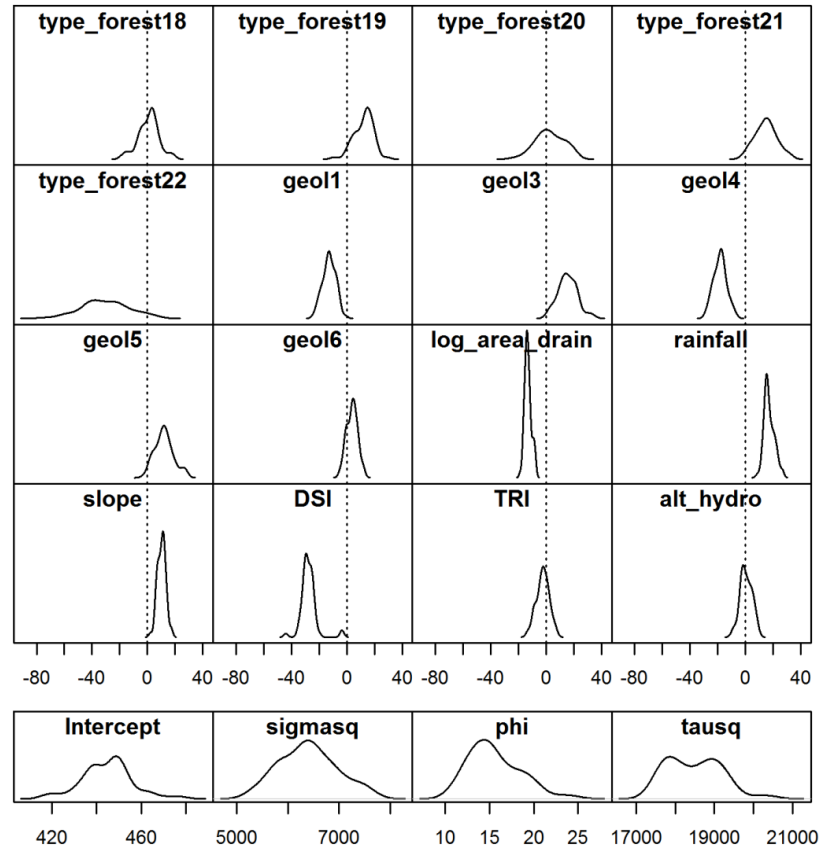 type_forest18 type_forest19 type_forest20 type_forest21
type_forest22 geol1 geol3 geol4
geol5 geol6 log_area_drain rainfall
slope DSI TRI alt_hydro
-80 -40 0 40 -80 -40 0 40 -80 -40 0 40 -80 -40 0 40
Intercept sigmasq phi tausq
420 460 5000 7000 10 15 20 25 17000 19000 21000